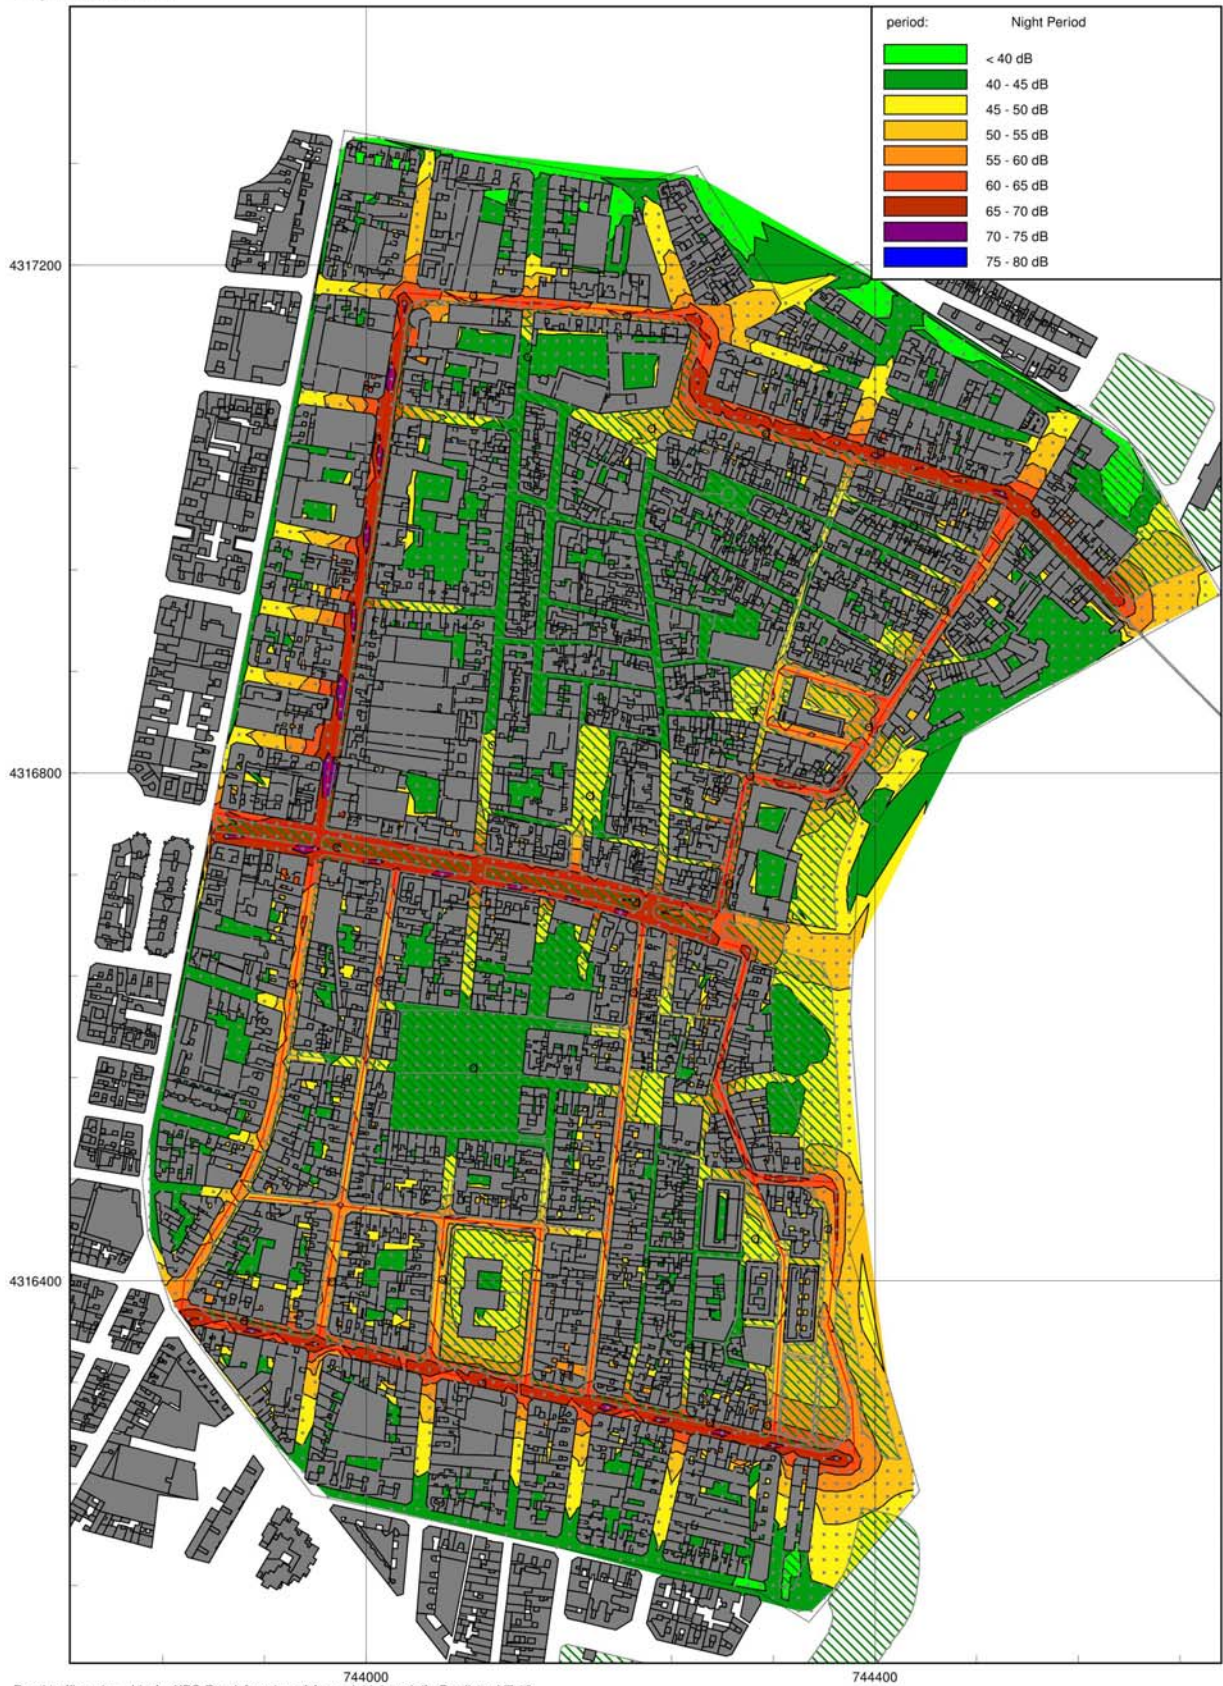 period: Night Period
< 40 dB
40 - 45 dB
45 - 50 dB
50 - 55 dB
55 - 60 dB
60 - 65 dB
65 - 70 dB
70 - 75 dB
75 - 80 dB
4317200
4316800
4316400
744000 744400